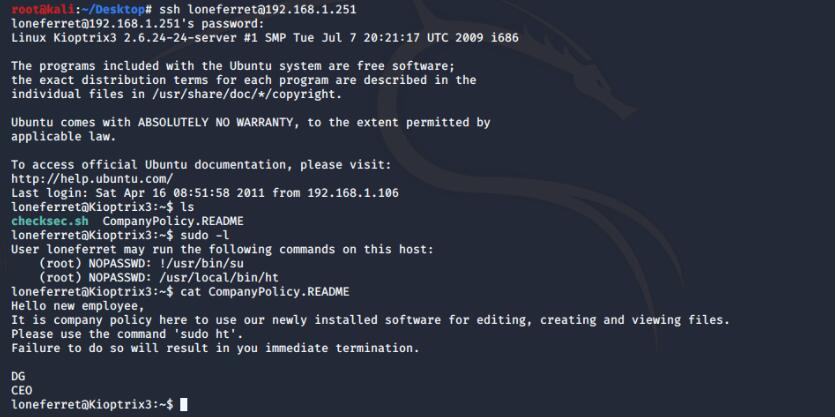 root@kali:~/Desktop# ssh loneferret@192.168.1.251
loneferret@192.168.1.251's password:
Linux Kioptrix3 2.6.24-24-server #1 SMP Tue Jul 7 20:21:17 UTC 2009 i686
The programs included with the Ubuntu system are free software;
the exact distribution terms for each program are described in the
individual files in /usr/share/doc/*/copyright.
Ubuntu comes with ABSOLUTELY NO WARRANTY, to the extent permitted by
applicable law.
To access official Ubuntu documentation, please visit:
http://help.ubuntu.com/
Last login: Sat Apr 16 08:51:58 2011 from 192.168.1.106
loneferret@Kioptrix3:~$ ls
checksec.sh  CompanyPolicy.README
loneferret@Kioptrix3:~$ sudo -l
User loneferret may run the following commands on this host:
    (root) NOPASSWD: !/usr/bin/su
    (root) NOPASSWD: /usr/local/bin/ht
loneferret@Kioptrix3:~$ cat CompanyPolicy.README
Hello new employee,
It is company policy here to use our newly installed software for editing, creating and viewing files.
Please use the command 'sudo ht'.
Failure to do so will result in you immediate termination.
DG
CEO
loneferret@Kioptrix3:~$